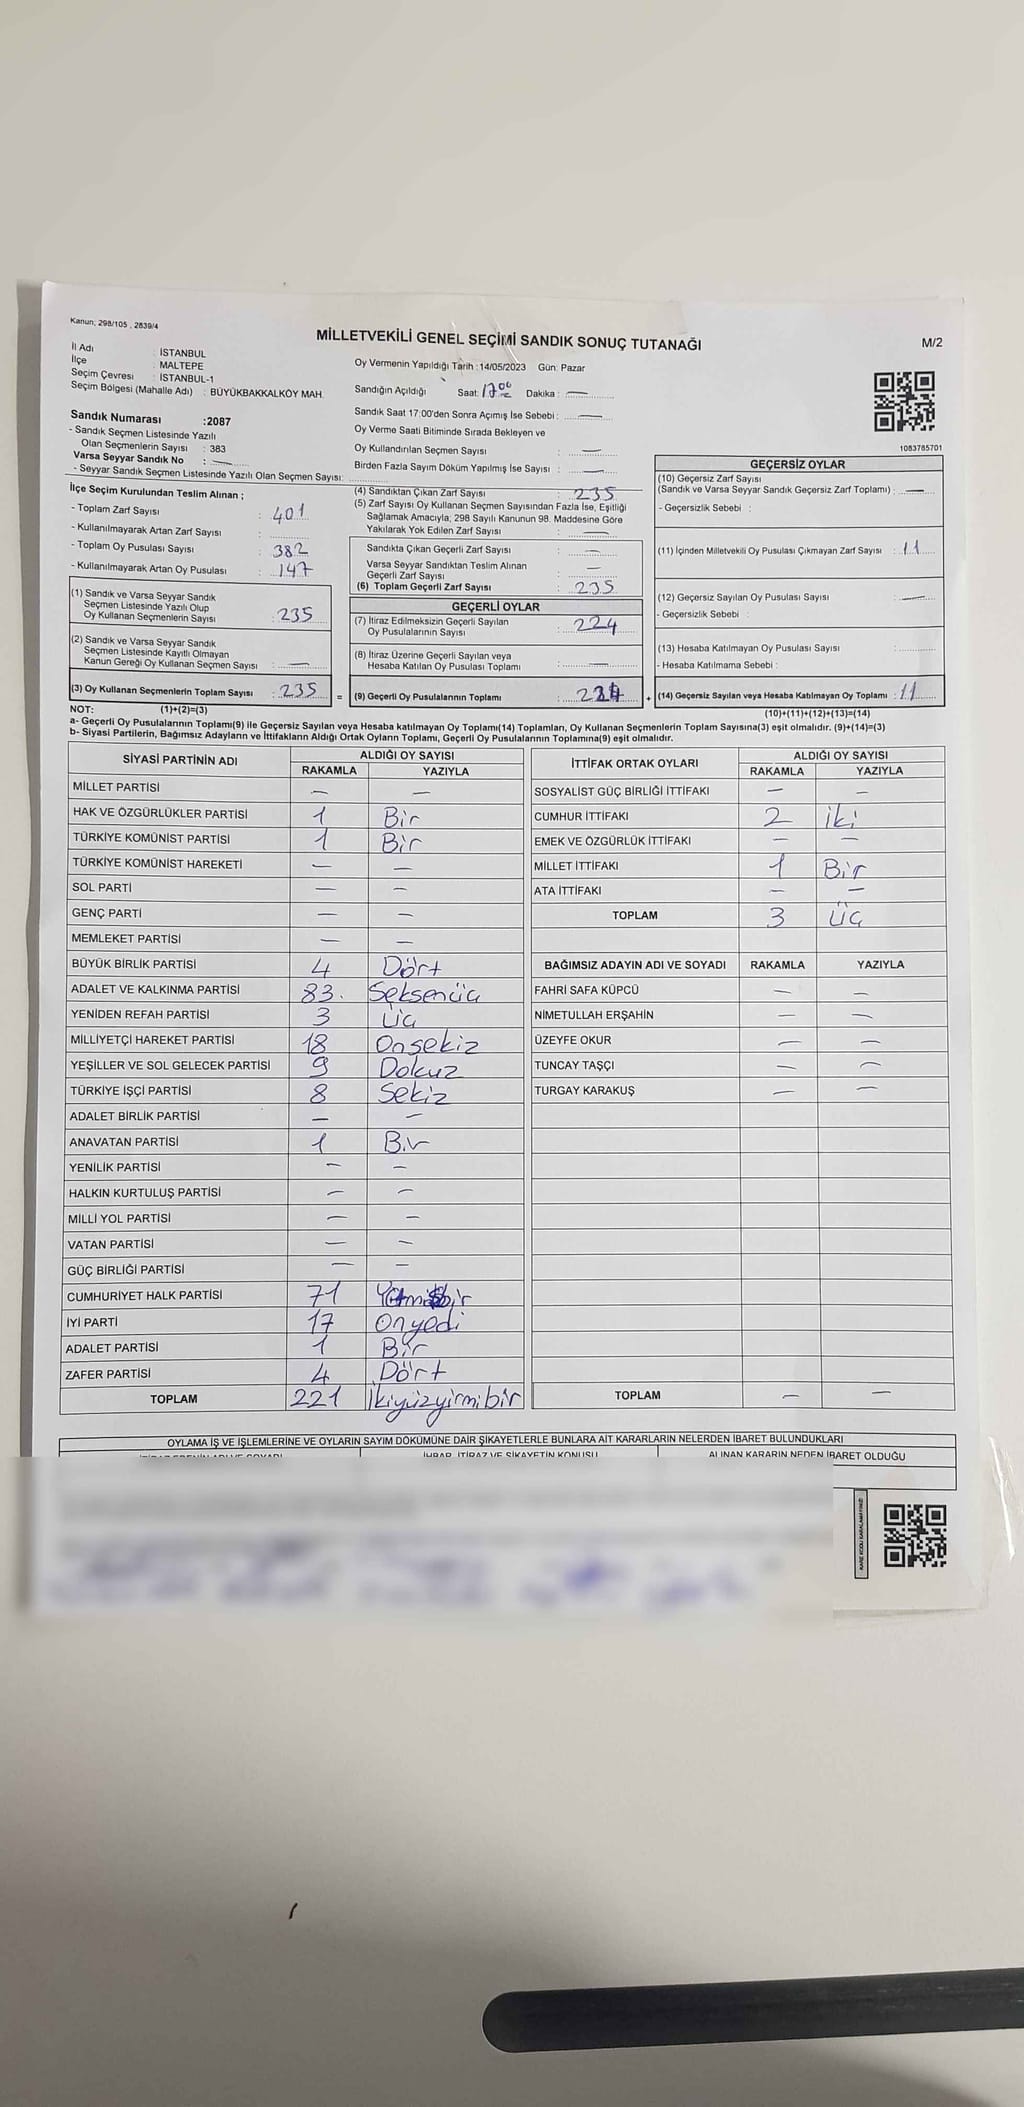 Kanun; 298/105 , 2839/4
MİLLETVEKİLİ GENEL SEÇİMİ SANDIK SONUÇ TUTANAĞI
M/2
İl Adı : İSTANBUL
İlçe : MALTEPE
Seçim Çevresi : İSTANBUL-1
Seçim Bölgesi (Mahalle Adı) : BÜYÜKBAKKALKÖY MAH.
Oy Vermenin Yapıldığı Tarih :14/05/2023 Gün: Pazar
Sandığın Açıldığı Saat: 17.00 Dakika : —
Sandık Saat 17:00'den Sonra Açımış İse Sebebi : —
Oy Verme Saati Bitiminde Sırada Bekleyen ve
Oy Kullandırılan Seçmen Sayısı : —
Birden Fazla Sayım Döküm Yapılmış İse Sayısı : —
1083765701
Sandık Numarası :2087
- Sandık Seçmen Listesinde Yazılı
Olan Seçmenlerin Sayısı : 383
Varsa Seyyar Sandık No : —
- Seyyar Sandık Seçmen Listesinde Yazılı Olan Seçmen Sayısı:
İlçe Seçim Kurulundan Teslim Alınan ;
- Toplam Zarf Sayısı : 401
- Kullanılmayarak Artan Zarf Sayısı :
- Toplam Oy Pusulası Sayısı : 382
- Kullanılmayarak Artan Oy Pusulası : 147
(1) Sandık ve Varsa Seyyar Sandık
Seçmen Listesinde Yazılı Olup
Oy Kullanan Seçmenlerin Sayısı : 235
(2) Sandık ve Varsa Seyyar Sandık
Seçmen Listesinde Kayıtlı Olmayan
Kanun Gereği Oy Kullanan Seçmen Sayısı : —
(3) Oy Kullanan Seçmenlerin Toplam Sayısı : 235 =
(4) Sandıktan Çıkan Zarf Sayısı : 235
(5) Zarf Sayısı Oy Kullanan Seçmen Sayısından Fazla İse, Eşitliği
Sağlamak Amacıyla; 298 Sayılı Kanunun 98. Maddesine Göre
Yakılarak Yok Edilen Zarf Sayısı : —
Sandıkta Çıkan Geçerli Zarf Sayısı : —
Varsa Seyyar Sandıktan Teslim Alınan
Geçerli Zarf Sayısı : —
(6) Toplam Geçerli Zarf Sayısı : 235
GEÇERLİ OYLAR
(7) İtiraz Edilmeksizin Geçerli Sayılan
Oy Pusulalarının Sayısı : 224
(8) İtiraz Üzerine Geçerli Sayılan veya
Hesaba Katılan Oy Pusulası Toplamı : —
(9) Geçerli Oy Pusulalarının Toplamı : 224 +
GEÇERSİZ OYLAR
(10) Geçersiz Zarf Sayısı
(Sandık ve Varsa Seyyar Sandık Geçersiz Zarf Toplamı) : —
- Geçersizlik Sebebi :
(11) İçinden Milletvekili Oy Pusulası Çıkmayan Zarf Sayısı : 11
(12) Geçersiz Sayılan Oy Pusulası Sayısı : —
- Geçersizlik Sebebi :
(13) Hesaba Katılmayan Oy Pusulası Sayısı :
- Hesaba Katılmama Sebebi :
(14) Geçersiz Sayılan veya Hesaba Katılmayan Oy Toplamı : 11
NOT: (1)+(2)=(3)
(10)+(11)+(12)+(13)=(14)
a- Geçerli Oy Pusulalarının Toplamı(9) ile Geçersiz Sayılan veya Hesaba katılmayan Oy Toplamı(14) Toplamları, Oy Kullanan Seçmenlerin Toplam Sayısına(3) eşit olmalıdır. (9)+(14)=(3)
b- Siyasi Partilerin, Bağımsız Adayların ve İttifakların Aldığı Ortak Oyların Toplamı, Geçerli Oy Pusulalarının Toplamına(9) eşit olmalıdır.
SİYASİ PARTİNİN ADI ALDIĞI OY SAYISI
RAKAMLA YAZIYLA
MİLLET PARTİSİ — —
HAK VE ÖZGÜRLÜKLER PARTİSİ 1 Bir
TÜRKİYE KOMÜNİST PARTİSİ 1 Bir
TÜRKİYE KOMÜNİST HAREKETİ — —
SOL PARTİ — —
GENÇ PARTİ — —
MEMLEKET PARTİSİ — —
BÜYÜK BİRLİK PARTİSİ 4 Dört
ADALET VE KALKINMA PARTİSİ 83. Seksenüç
YENİDEN REFAH PARTİSİ 3 Üç
MİLLİYETÇİ HAREKET PARTİSİ 18 Onsekiz
YEŞİLLER VE SOL GELECEK PARTİSİ 9 Dokuz
TÜRKİYE İŞÇİ PARTİSİ 8 Sekiz
ADALET BİRLİK PARTİSİ — —
ANAVATAN PARTİSİ 1 Bir
YENİLİK PARTİSİ — —
HALKIN KURTULUŞ PARTİSİ — —
MİLLİ YOL PARTİSİ — —
VATAN PARTİSİ — —
GÜÇ BİRLİĞİ PARTİSİ — —
CUMHURİYET HALK PARTİSİ 71 Yetmişbir
İYİ PARTİ 17 Onyedi
ADALET PARTİSİ 1 Bir
ZAFER PARTİSİ 4 Dört
TOPLAM 221 İkiyüzyirmibir
İTTİFAK ORTAK OYLARI ALDIĞI OY SAYISI
RAKAMLA YAZIYLA
SOSYALİST GÜÇ BİRLİĞİ İTTİFAKI — —
CUMHUR İTTİFAKI 2 iki
EMEK VE ÖZGÜRLÜK İTTİFAKI — —
MİLLET İTTİFAKI 1 Bir
ATA İTTİFAKI — —
TOPLAM 3 Üç
BAĞIMSIZ ADAYIN ADI VE SOYADI RAKAMLA YAZIYLA
FAHRİ SAFA KÜPCÜ — —
NİMETULLAH ERŞAHİN — —
ÜZEYFE OKUR — —
TUNCAY TAŞÇI — —
TURGAY KARAKUŞ — —
TOPLAM — —
OYLAMA İŞ VE İŞLEMLERİNE VE OYLARIN SAYIM DÖKÜMÜNE DAİR ŞİKAYETLERLE BUNLARA AİT KARARLARIN NELERDEN İBARET BULUNDUKLARI
İTİRAZ EDENİN ADI VE SOYADI İHBAR, İTİRAZ VE ŞİKAYETİN KONUSU ALINAN KARARIN NEDEN İBARET OLDUĞU